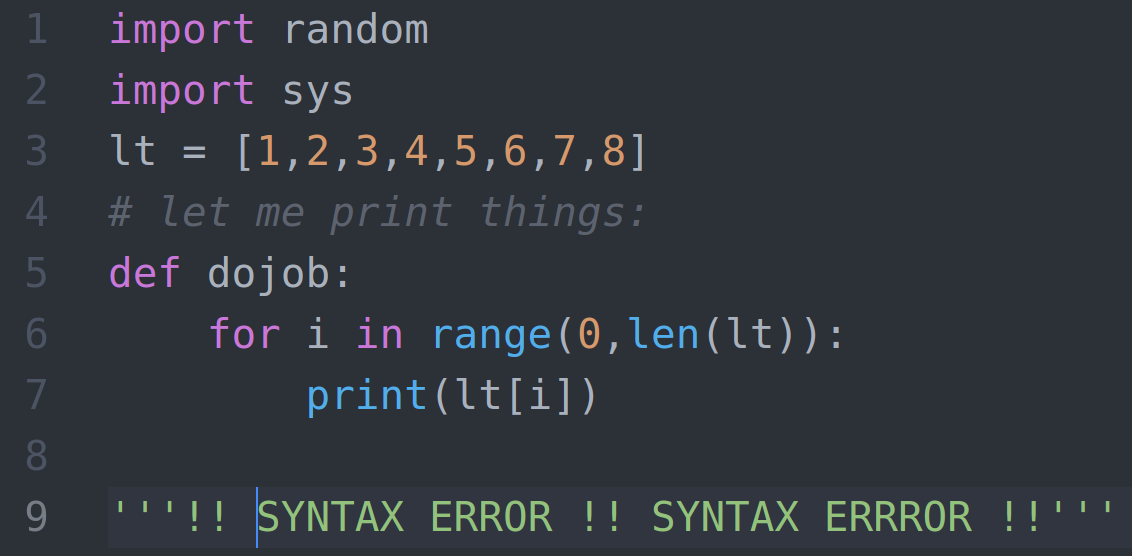 1 import random
2 import sys
3 lt = [1,2,3,4,5,6,7,8]
4 # let me print things:
5 def dojob:
6     for i in range(0,len(lt)):
7         print(lt[i])
8
9 '''!! SYNTAX ERROR !! SYNTAX ERRROR !!'''